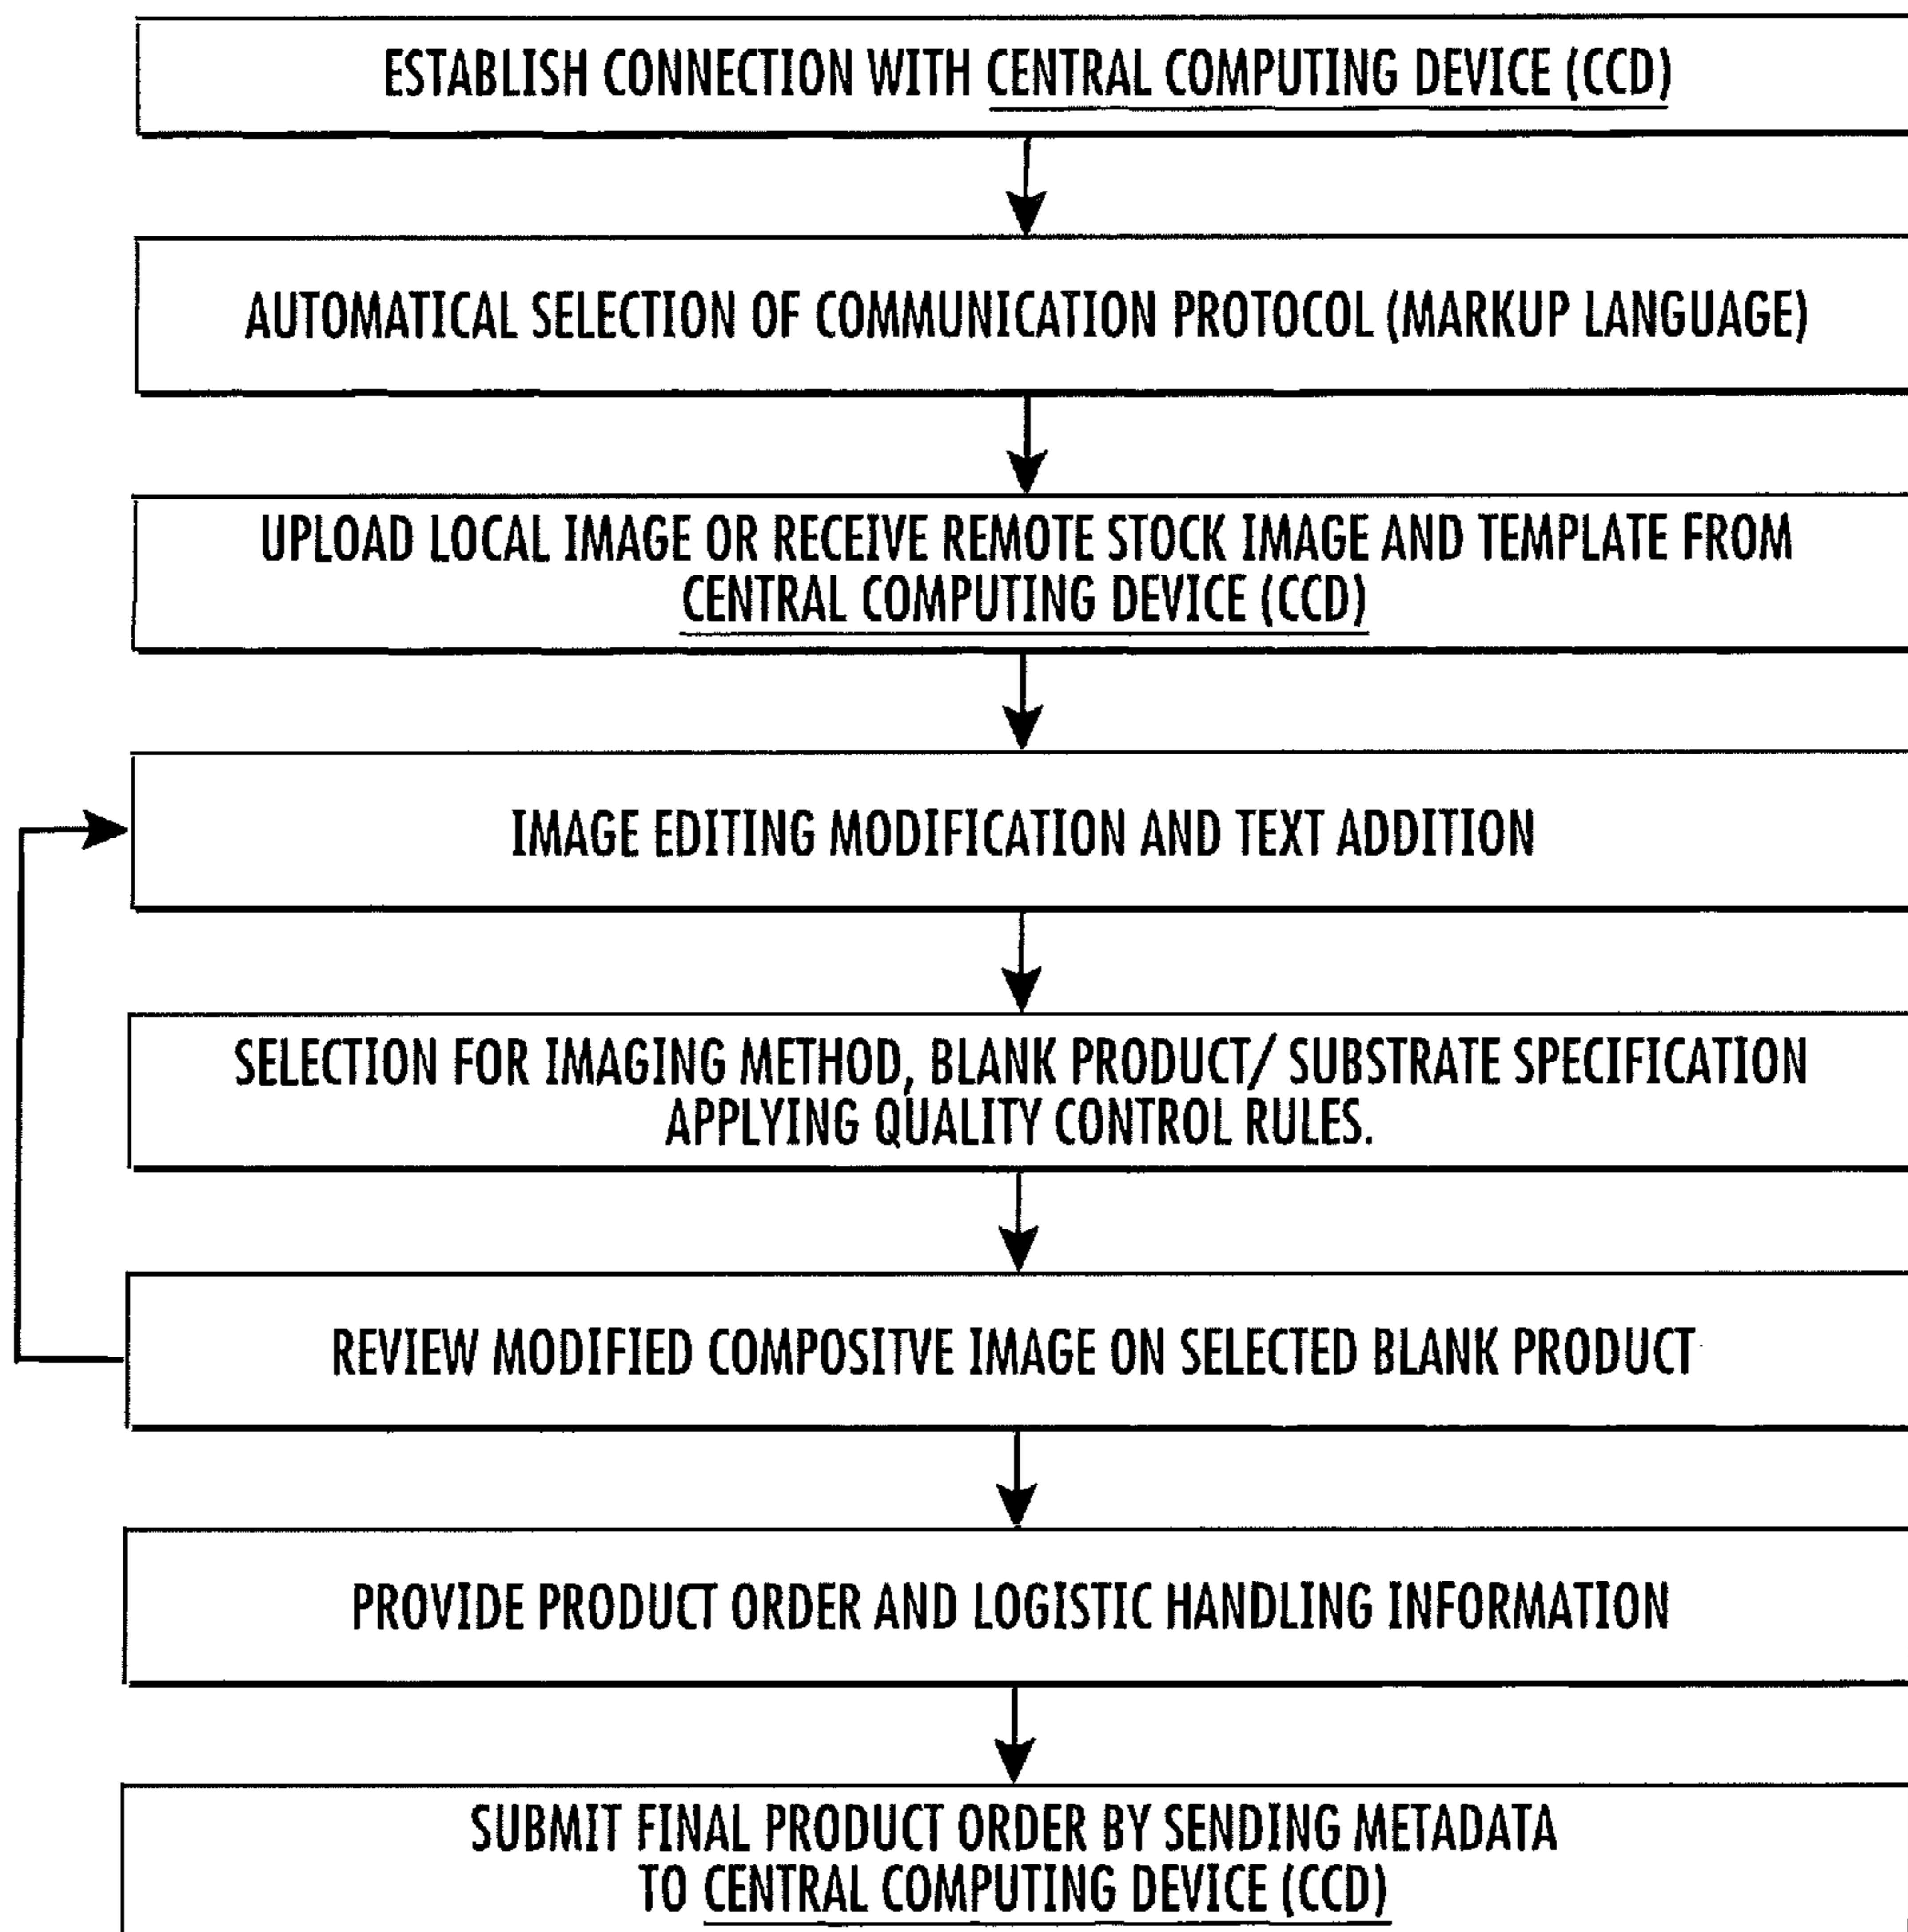 ESTABLISH CONNECTION WITH CENTRAL COMPUTING DEVICE (CCD)
AUTOMATICAL SELECTION OF COMMUNICATION PROTOCOL (MARKUP LANGUAGE)
UPLOAD LOCAL IMAGE OR RECEIVE REMOTE STOCK IMAGE AND TEMPLATE FROM
CENTRAL COMPUTING DEVICE (CCD)
IMAGE EDITING MODIFICATION AND TEXT ADDITION
SELECTION FOR IMAGING METHOD, BLANK PRODUCT/ SUBSTRATE SPECIFICATION
APPLYING QUALITY CONTROL RULES.
REVIEW MODIFIED COMPOSITVE IMAGE ON SELECTED BLANK PRODUCT
PROVIDE PRODUCT ORDER AND LOGISTIC HANDLING INFORMATION
SUBMIT FINAL PRODUCT ORDER BY SENDING METADATA
TO CENTRAL COMPUTING DEVICE (CCD)